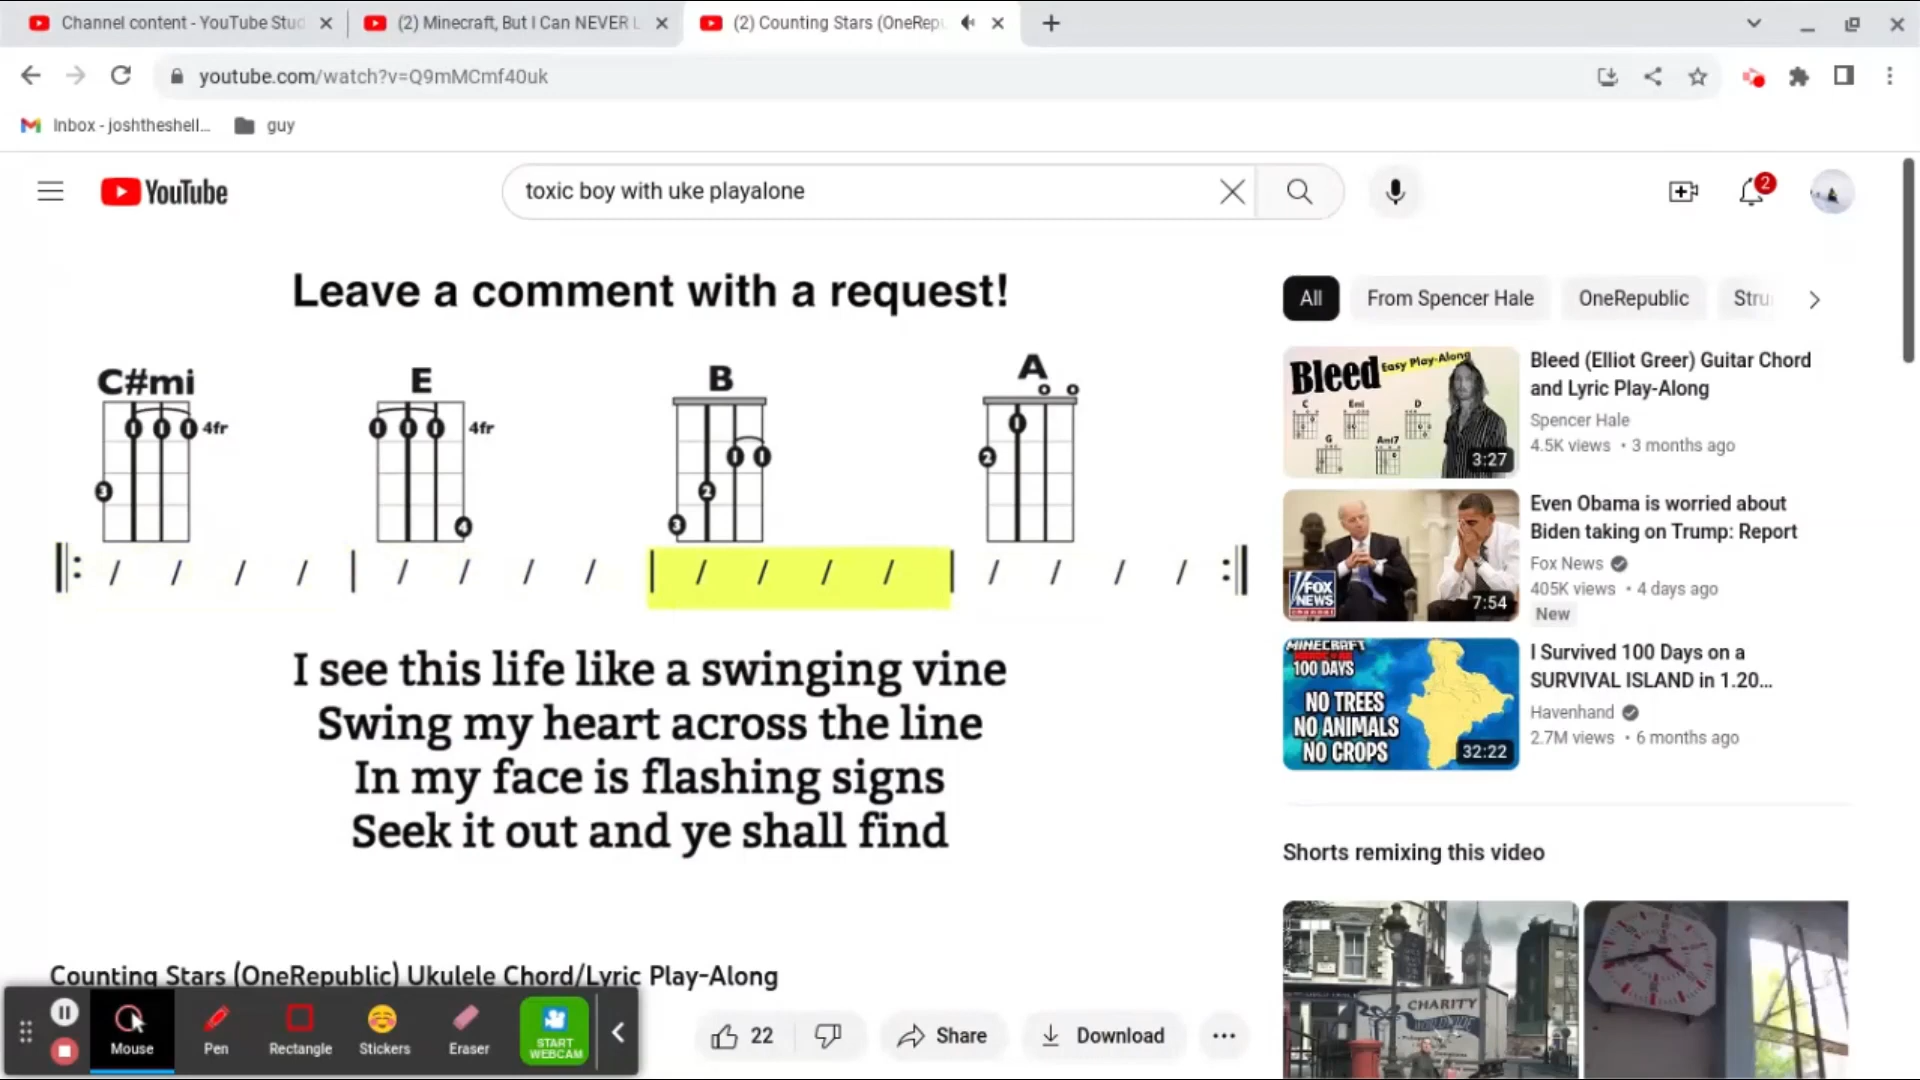 Channel content - YouTube Stud
(2) Minecraft, But I Can NEVER L
(2) Counting Stars (OneRepu
youtube.com/watch?v=Q9mMCmf40uk
Inbox - joshtheshell...
guy
YouTube
toxic boy with uke playalone
2
Leave a comment with a request!
C#mi E B A
4fr 4fr
I see this life like a swinging vine
Swing my heart across the line
In my face is flashing signs
Seek it out and ye shall find
Counting Stars (OneRepublic) Ukulele Chord/Lyric Play-Along
22
Share
Download
Mouse
Pen
Rectangle
Stickers
Eraser
START
WEBCAM
All
From Spencer Hale
OneRepublic
Stru
Bleed
Easy Play-Along
C Emi D
G Ami7
3:27
Bleed (Elliot Greer) Guitar Chord
and Lyric Play-Along
Spencer Hale
4.5K views • 3 months ago
FOX
NEWS
7:54
Even Obama is worried about
Biden taking on Trump: Report
Fox News
405K views • 4 days ago
New
MINECRAFT
100 DAYS
NO TREES
NO ANIMALS
NO CROPS
32:22
I Survived 100 Days on a
SURVIVAL ISLAND in 1.20...
Havenhand
2.7M views • 6 months ago
Shorts remixing this video
CHARITY
WORLDWIDE